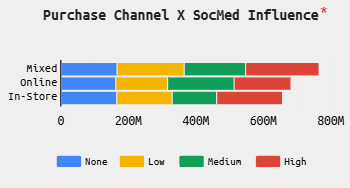 Purchase Channel X SocMed Influence*
Mixed
Online
In-Store
0 200M 400M 600M 800M
None Low Medium High